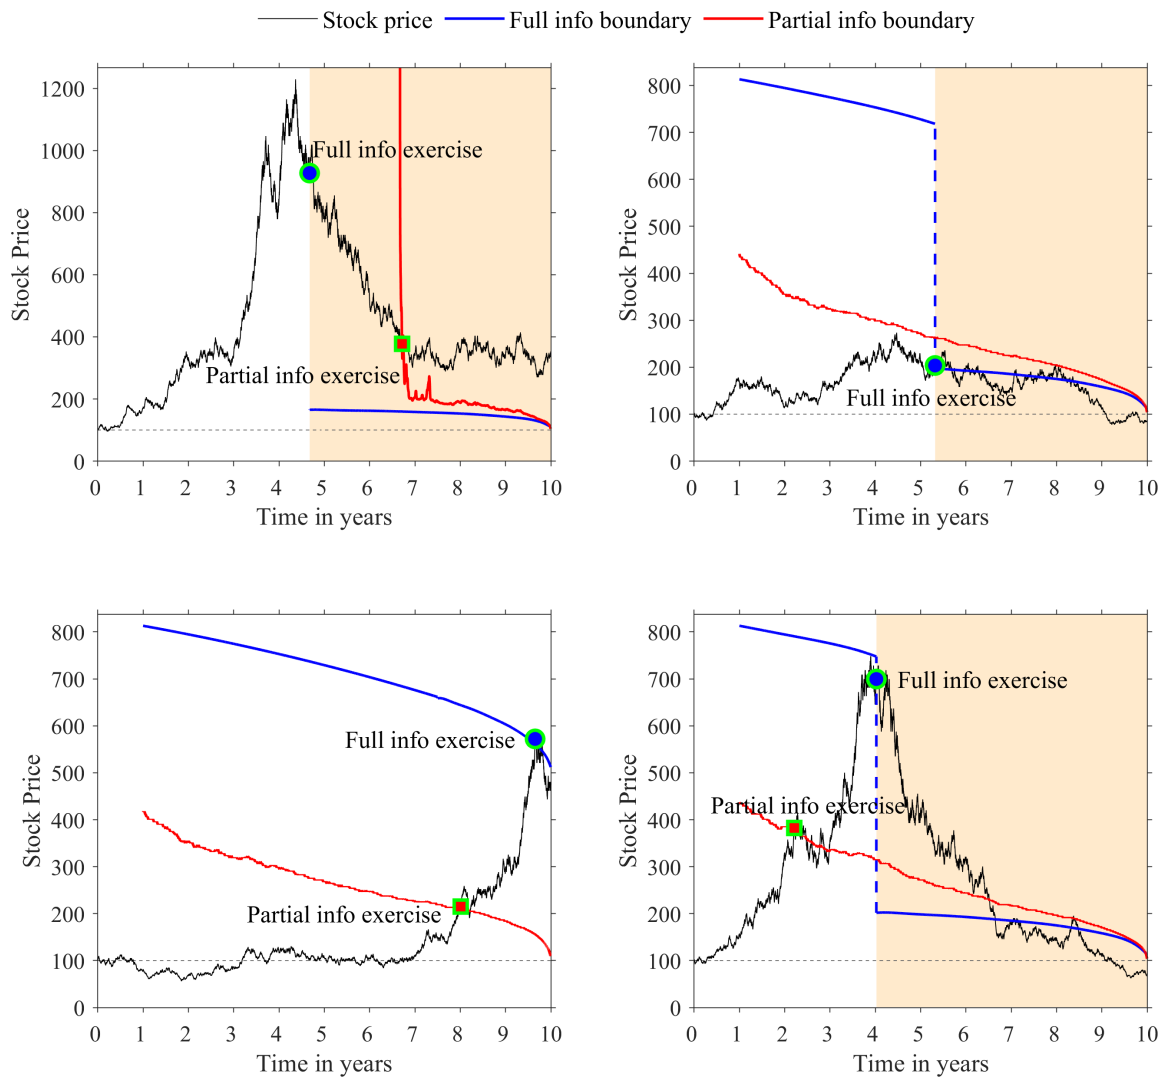 Stock price Full info boundary Partial info boundary
1200
1000
800
600
400
200
0
Stock Price
Full info exercise
Partial info exercise
0 1 2 3 4 5 6 7 8 9 10
Time in years
800
700
600
500
400
300
200
100
0
Stock Price
Full info exercise
0 1 2 3 4 5 6 7 8 9 10
Time in years
800
700
600
500
400
300
200
100
0
Stock Price
Full info exercise
Partial info exercise
0 1 2 3 4 5 6 7 8 9 10
Time in years
800
700
600
500
400
300
200
100
0
Stock Price
Full info exercise
Partial info exercise
0 1 2 3 4 5 6 7 8 9 10
Time in years